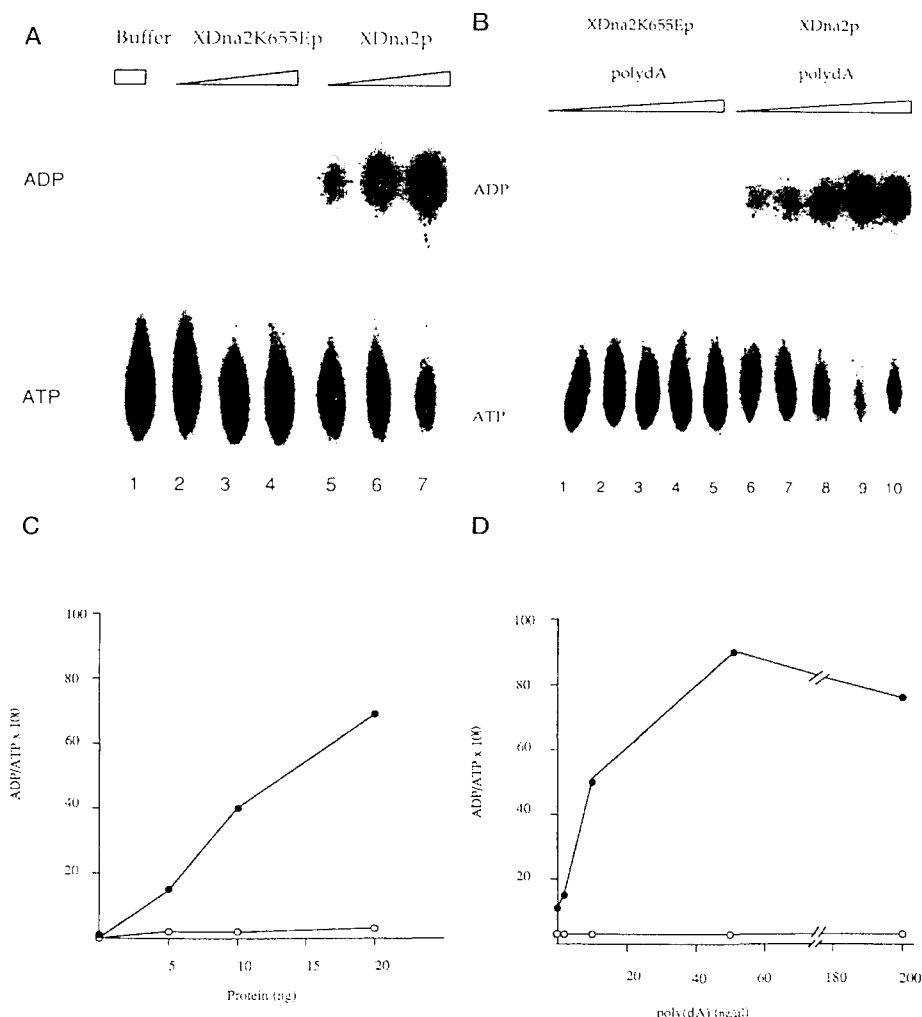 A
Buffer XDna2K655Ep XDna2p
ADP
ATP
1 2 3 4 5 6 7
B
XDna2K655Ep XDna2p
polydA polydA
ADP
ATP
1 2 3 4 5 6 7 8 9 10
C
100
80
60
40
20
ADP/ATP x 100
5 10 15 20
Protein (ng)
D
100
80
60
40
20
ADP/ATP x 100
20 40 60 180 200
poly(dA) (ng/µl)